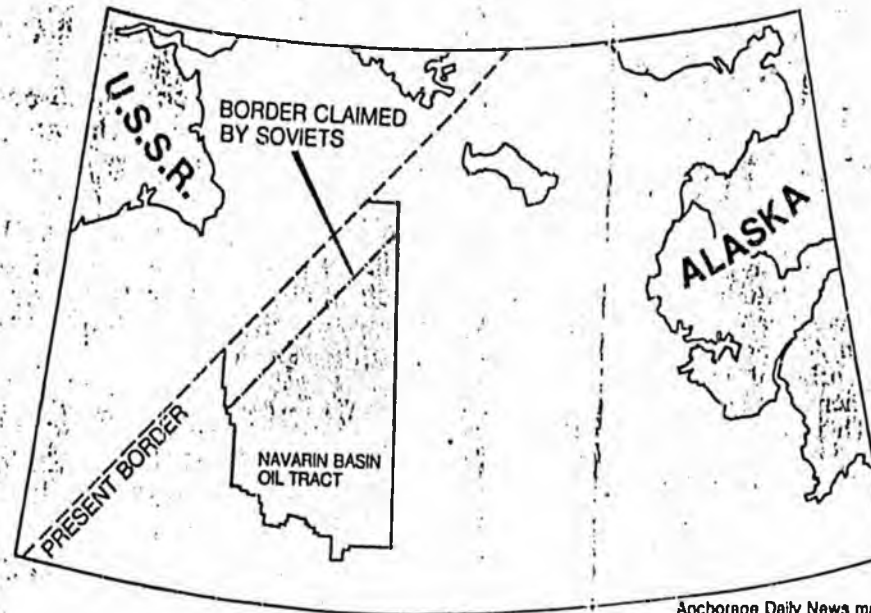 U.S.S.R.
BORDER CLAIMED
BY SOVIETS
ALASKA
NAVARIN BASIN
OIL TRACT
PRESENT BORDER
Anchorage Daily News